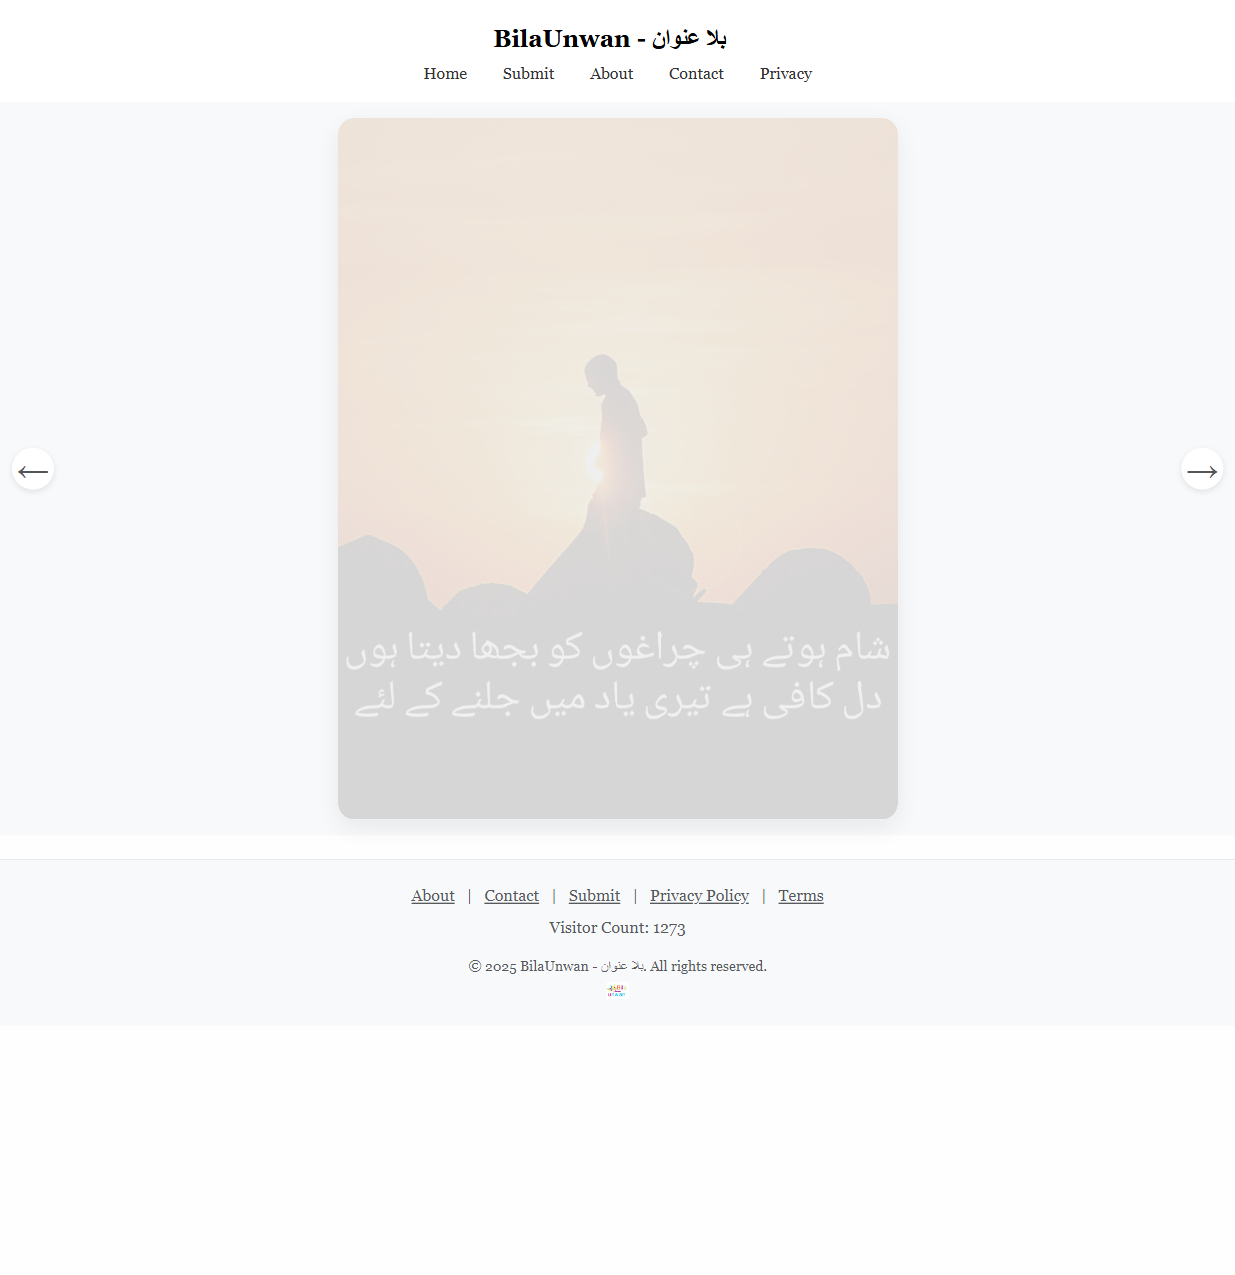 BilaUnwan - بلا عنوان
Home Submit About Contact Privacy
←
→
شام ہوتے ہی چراغوں کو بجھا دیتا ہوں
دل کافی ہے تیری یاد میں جلنے کے لئے
About | Contact | Submit | Privacy Policy | Terms
Visitor Count: 1273
© 2025 BilaUnwan - بلا عنوان. All rights reserved.